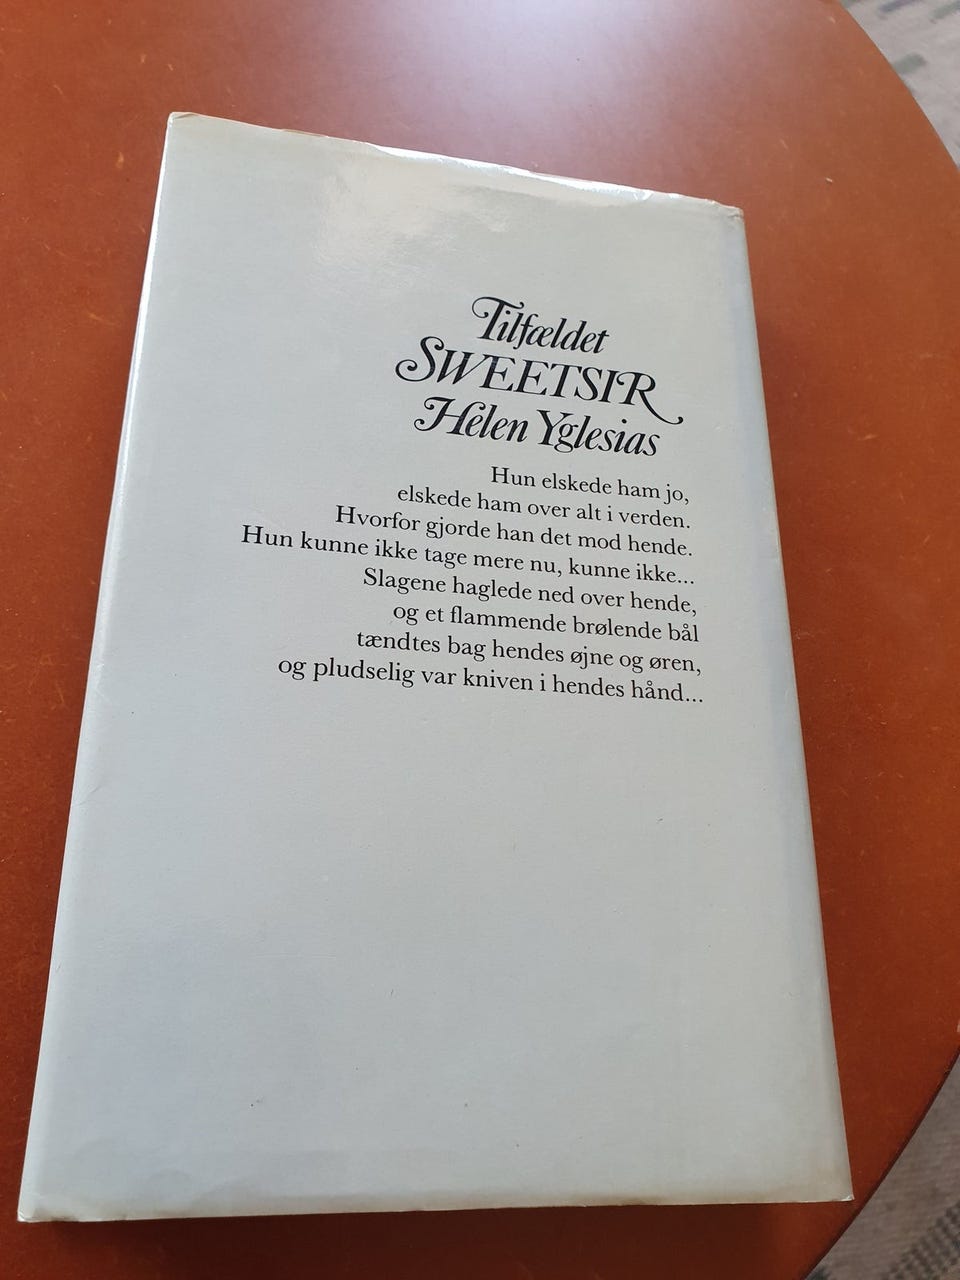 Tilfældet
SWEETSIR
Helen Yglesias
Hun elskede ham jo,
elskede ham over alt i verden.
Hvorfor gjorde han det mod hende.
Hun kunne ikke tage mere nu, kunne ikke...
Slagene haglede ned over hende,
og et flammende brølende bål
tændtes bag hendes øjne og øren,
og pludselig var kniven i hendes hånd...